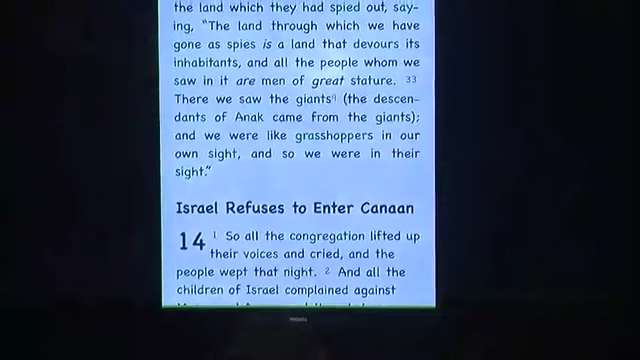 the land which they had spied out, say-
ing, “The land through which we have
gone as spies is a land that devours its
inhabitants, and all the people whom we
saw in it are men of great stature. 33
There we saw the giants (the descen-
dants of Anak came from the giants);
and we were like grasshoppers in our
own sight, and so we were in their
sight.”
Israel Refuses to Enter Canaan
14 1 So all the congregation lifted up
their voices and cried, and the
people wept that night. 2 And all the
children of Israel complained against